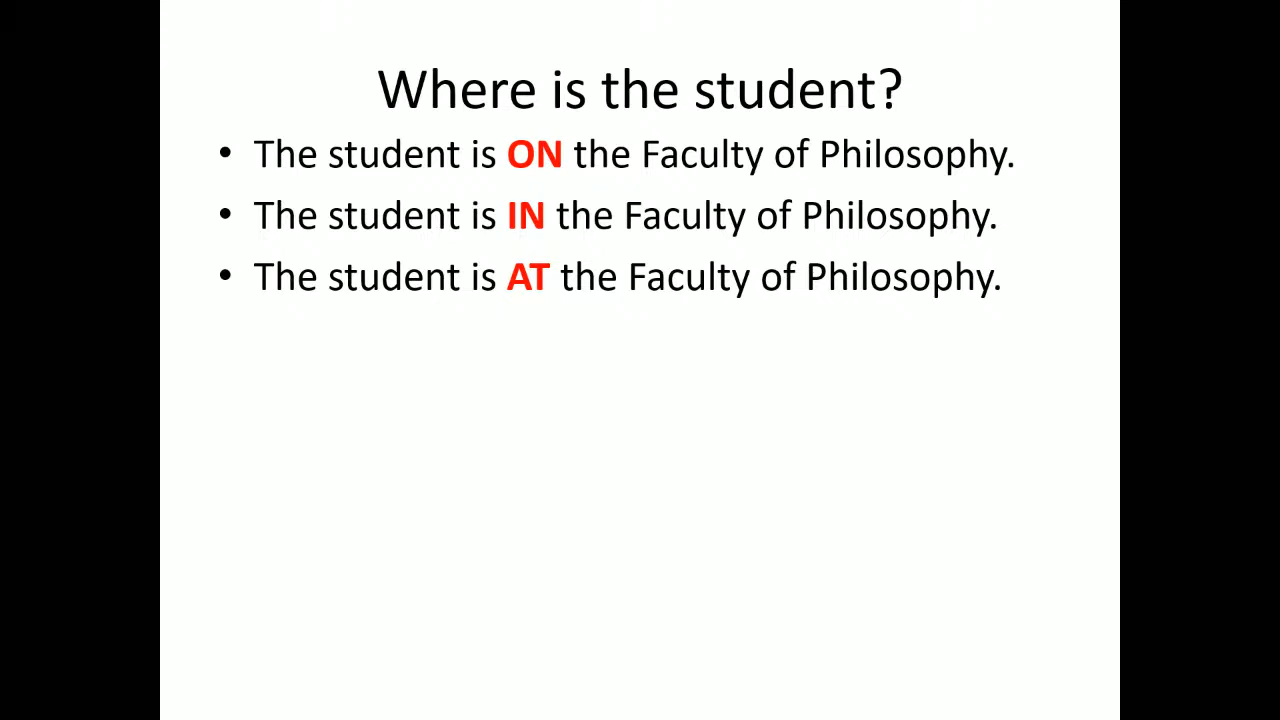 Where is the student?
• The student is ON the Faculty of Philosophy.
• The student is IN the Faculty of Philosophy.
• The student is AT the Faculty of Philosophy.